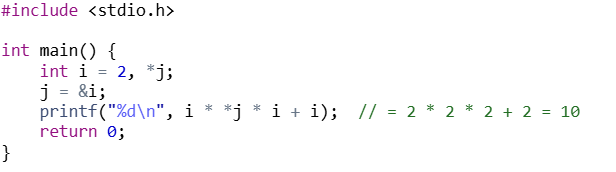 #include <stdio.h>

int main() {
    int i = 2, *j;
    j = &i;
    printf("%d\n", i * *j * i + i);  // = 2 * 2 * 2 + 2 = 10
    return 0;
}